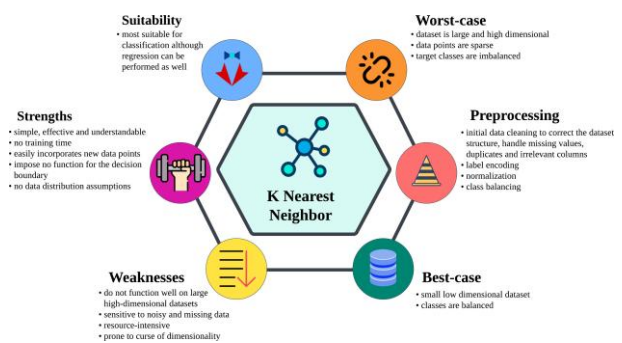 Suitability
• most suitable for
classification although
regression can be
performed as well
Worst-case
• dataset is large and high dimensional
• data points are sparse
• target classes are imbalanced
Strengths
• simple, effective and understandable
• no training time
• easily incorporates new data points
• impose no function for the decision
boundary
• no data distribution assumptions
K Nearest
Neighbor
Preprocessing
• initial data cleaning to correct the dataset
structure, handle missing values,
duplicates and irrelevant columns
• label encoding
• normalization
• class balancing
Weaknesses
• do not function well on large
high-dimensional datasets
• sensitive to noisy and missing data
• resource-intensive
• prone to curse of dimensionality
Best-case
• small low dimensional dataset
• classes are balanced